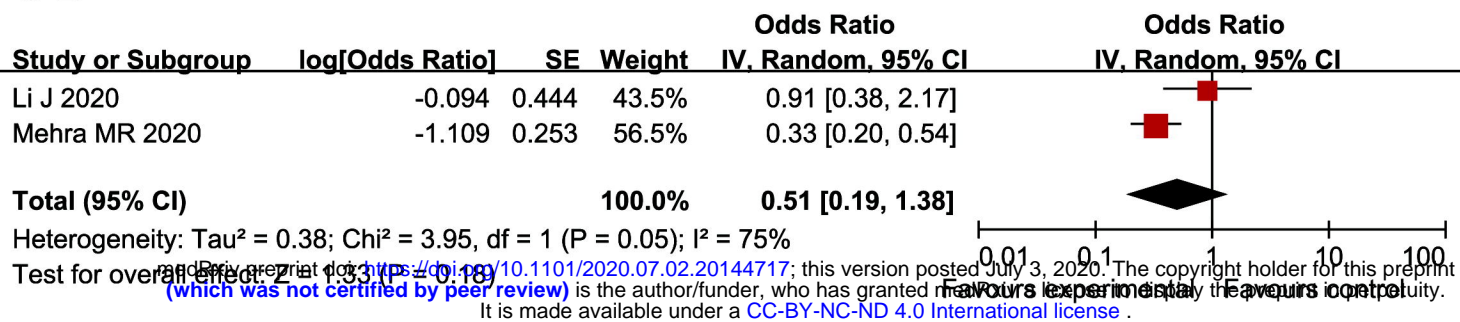 Odds Ratio Odds Ratio
Study or Subgroup log[Odds Ratio] SE Weight IV, Random, 95% CI IV, Random, 95% CI
Li J 2020 -0.094 0.444 43.5% 0.91 [0.38, 2.17]
Mehra MR 2020 -1.109 0.253 56.5% 0.33 [0.20, 0.54]
Total (95% CI) 100.0% 0.51 [0.19, 1.38]
Heterogeneity: Tau² = 0.38; Chi² = 3.95, df = 1 (P = 0.05); I² = 75%
0.01 0.1 1 10 100
Test for overall effect: Z = 1.33 (P = 0.18)
Favours experimental Favours control
medRxiv preprint doi: https://doi.org/10.1101/2020.07.02.20144717; this version posted July 3, 2020. The copyright holder for this preprint
(which was not certified by peer review) is the author/funder, who has granted medRxiv a license to display the preprint in perpetuity.
It is made available under a CC-BY-NC-ND 4.0 International license .